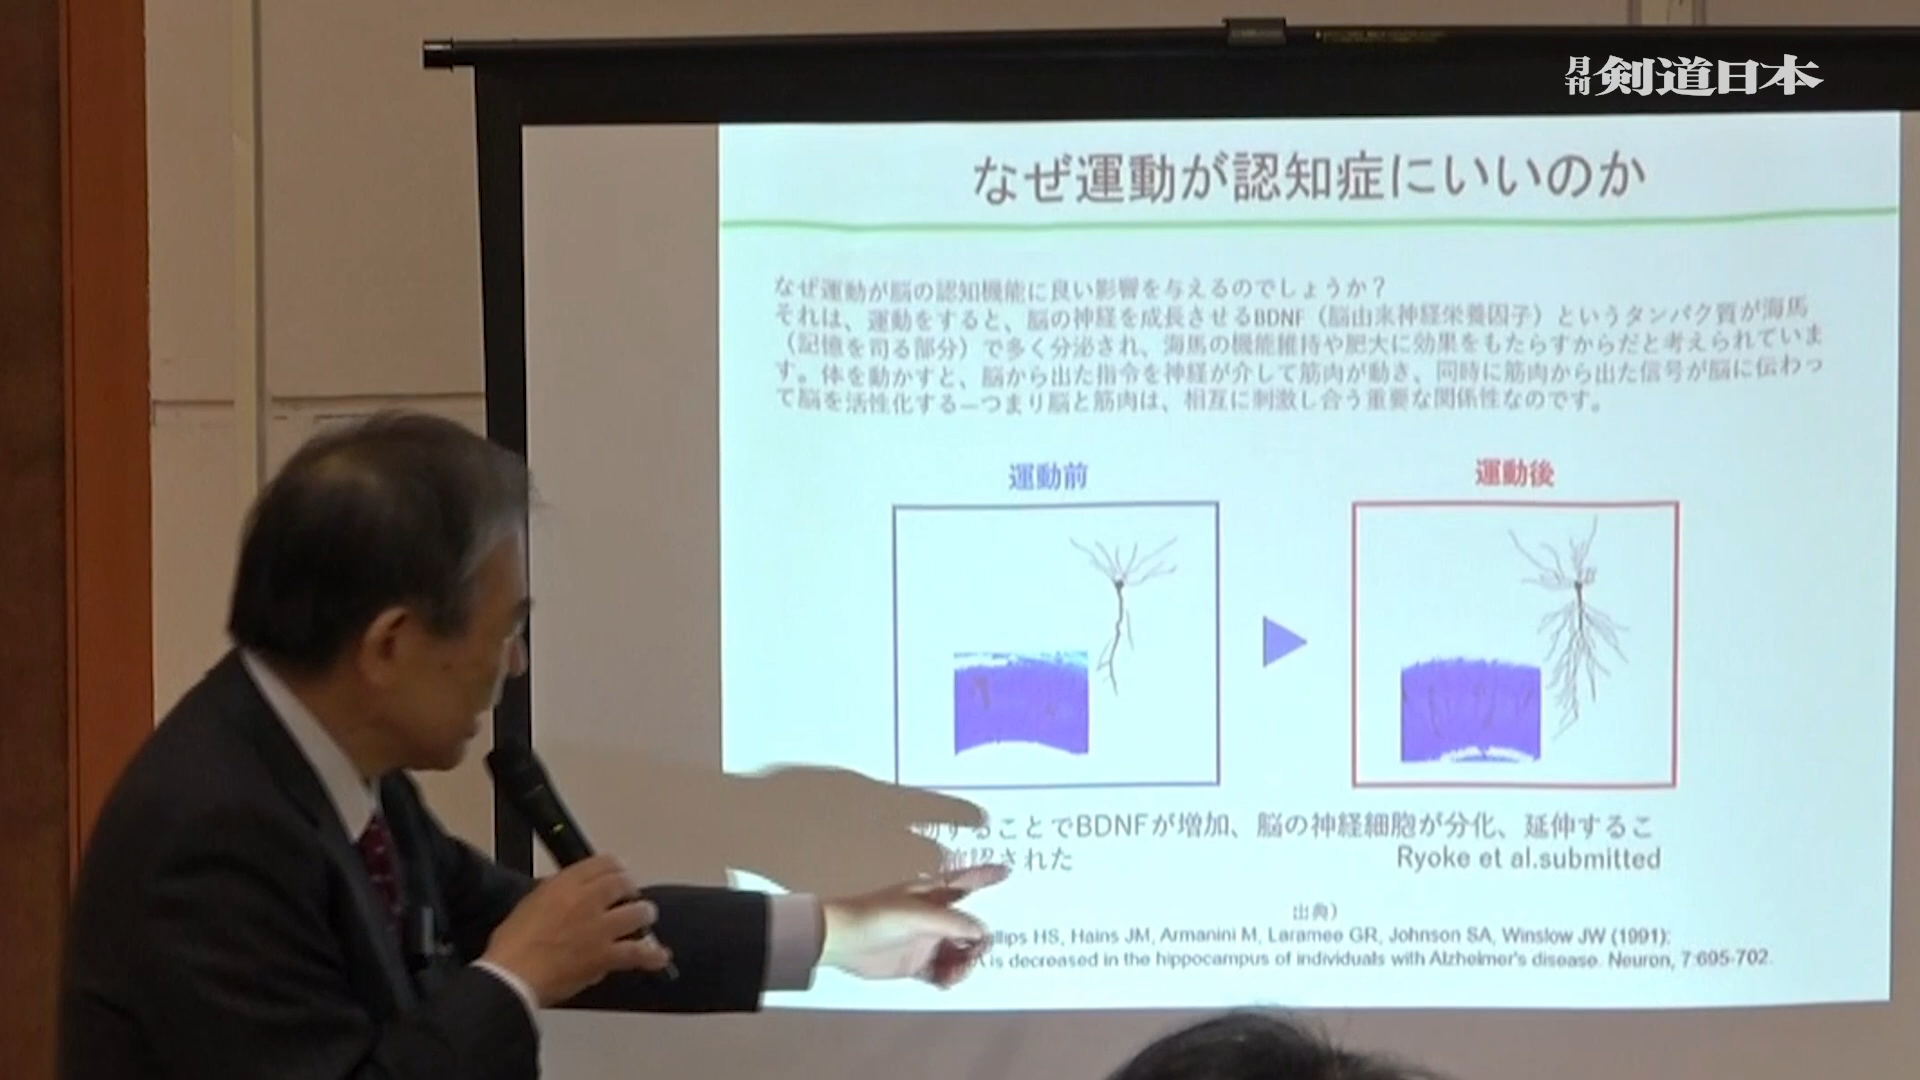 月刊 剣道日本
なぜ運動が認知症にいいのか
なぜ運動が脳の認知機能に良い影響を与えるのでしょうか？
それは、運動をすると、脳の神経を成長させるBDNF（脳由来神経栄養因子）というタンパク質が海馬
（記憶を司る部分）で多く分泌され、海馬の機能維持や肥大に効果をもたらすからだと考えられていま
す。体を動かすと、脳から出た指令を神経が介して筋肉が動き、同時に筋肉から出た信号が脳に伝わっ
て脳を活性化する—つまり脳と筋肉は、相互に刺激し合う重要な関係性なのです。
運動前
運動後
することでBDNFが増加、脳の神経細胞が分化、延伸するこ
確認された
Ryoke et al.submitted
出典）
HS, Hains JM, Armanini M, Laramee GR, Johnson SA, Winslow JW (1991):
is decreased in the hippocampus of individuals with Alzheimer's disease. Neuron, 7:695-702.